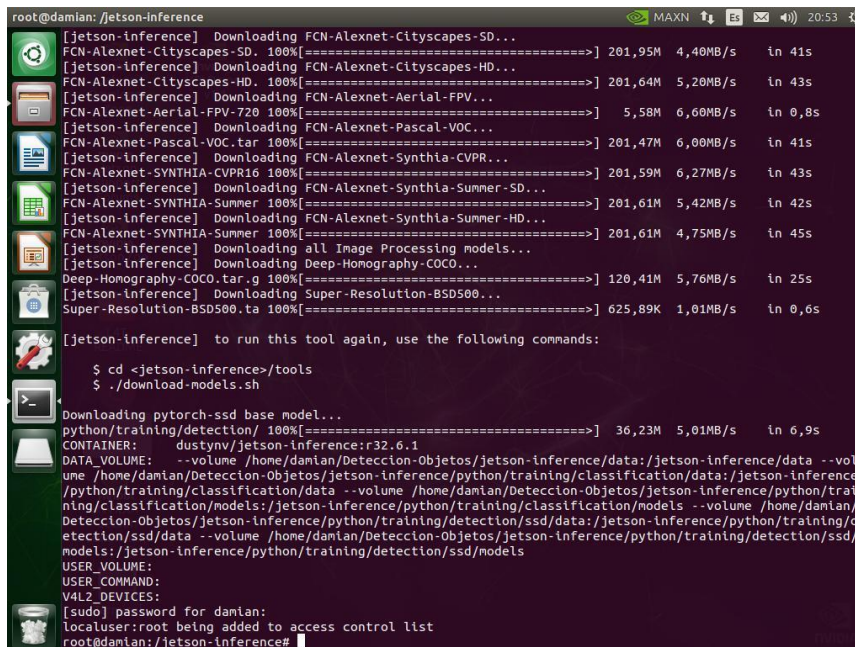 root@damian: /jetson-inference
MAXN Es 20:53
[jetson-inference]  Downloading FCN-Alexnet-Cityscapes-SD...
FCN-Alexnet-Cityscapes-SD. 100%[=====================================>] 201,95M  4,40MB/s    in 41s
[jetson-inference]  Downloading FCN-Alexnet-Cityscapes-HD...
FCN-Alexnet-Cityscapes-HD. 100%[=====================================>] 201,64M  5,20MB/s    in 43s
[jetson-inference]  Downloading FCN-Alexnet-Aerial-FPV...
FCN-Alexnet-Aerial-FPV-720 100%[=====================================>]   5,58M  6,60MB/s    in 0,8s
[jetson-inference]  Downloading FCN-Alexnet-Pascal-VOC...
FCN-Alexnet-Pascal-VOC.tar 100%[=====================================>] 201,47M  6,00MB/s    in 41s
[jetson-inference]  Downloading FCN-Alexnet-Synthia-CVPR...
FCN-Alexnet-SYNTHIA-CVPR16 100%[=====================================>] 201,59M  6,27MB/s    in 43s
[jetson-inference]  Downloading FCN-Alexnet-Synthia-Summer-SD...
FCN-Alexnet-SYNTHIA-Summer 100%[=====================================>] 201,61M  5,42MB/s    in 42s
[jetson-inference]  Downloading FCN-Alexnet-Synthia-Summer-HD...
FCN-Alexnet-SYNTHIA-Summer 100%[=====================================>] 201,61M  4,75MB/s    in 45s
[jetson-inference]  Downloading all Image Processing models...
[jetson-inference]  Downloading Deep-Homography-COCO...
Deep-Homography-COCO.tar.g 100%[=====================================>] 120,41M  5,76MB/s    in 25s
[jetson-inference]  Downloading Super-Resolution-BSD500...
Super-Resolution-BSD500.ta 100%[=====================================>] 625,89K  1,01MB/s    in 0,6s
[jetson-inference]  to run this tool again, use the following commands:
$ cd <jetson-inference>/tools
$ ./download-models.sh
Downloading pytorch-ssd base model...
python/training/detection/ 100%[=====================================>]  36,23M  5,01MB/s    in 6,9s
CONTAINER:     dustynv/jetson-inference:r32.6.1
DATA_VOLUME:   --volume /home/damian/Deteccion-Objetos/jetson-inference/data:/jetson-inference/data --vol
ume /home/damian/Deteccion-Objetos/jetson-inference/python/training/classification/data:/jetson-inference
/python/training/classification/data --volume /home/damian/Deteccion-Objetos/jetson-inference/python/trai
ning/classification/models:/jetson-inference/python/training/classification/models --volume /home/damian/
Deteccion-Objetos/jetson-inference/python/training/detection/ssd/data:/jetson-inference/python/training/d
etection/ssd/data --volume /home/damian/Deteccion-Objetos/jetson-inference/python/training/detection/ssd/
models:/jetson-inference/python/training/detection/ssd/models
USER_VOLUME:
USER_COMMAND:
V4L2_DEVICES:
[sudo] password for damian:
localuser:root being added to access control list
root@damian:/jetson-inference#